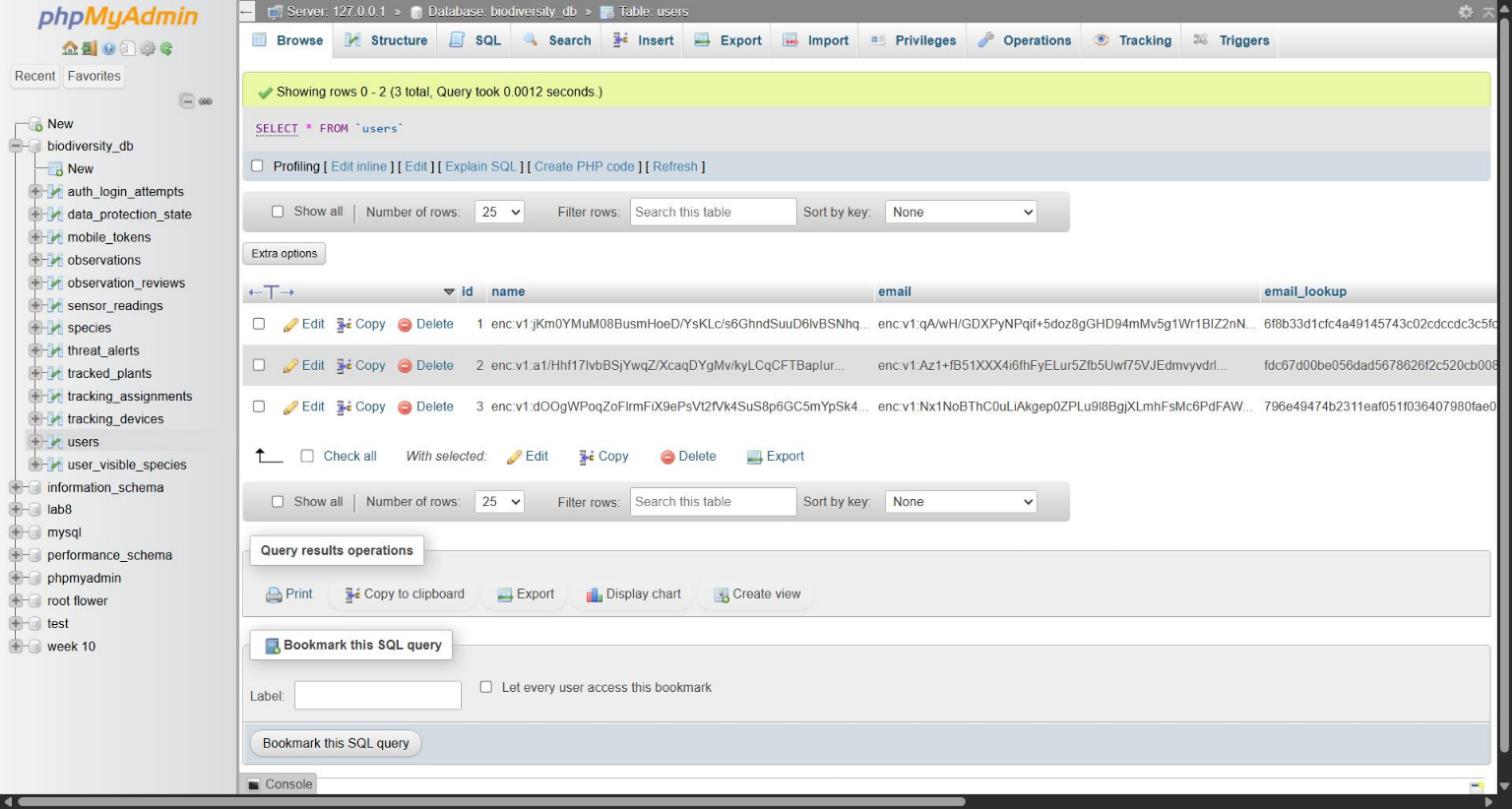 phpMyAdmin
Recent Favorites
New
biodiversity_db
New
auth_login_attempts
data_protection_state
mobile_tokens
observations
observation_reviews
sensor_readings
species
threat_alerts
tracked_plants
tracking_assignments
tracking_devices
users
user_visible_species
information_schema
lab8
mysql
performance_schema
phpmyadmin
root flower
test
week 10
Server: 127.0.0.1 » Database: biodiversity_db » Table: users
Browse Structure SQL Search Insert Export Import Privileges Operations Tracking Triggers
Showing rows 0 - 2 (3 total, Query took 0.0012 seconds.)
SELECT * FROM `users`
Profiling [ Edit inline ] [ Edit ] [ Explain SQL ] [ Create PHP code ] [ Refresh ]
Show all Number of rows: 25 Filter rows: Search this table Sort by key: None
Extra options
←T→ id name email email_lookup
Edit Copy Delete 1 enc:v1:jKm0YMuM08BusmHoeD/YsKLc/s6GhndSuuD6lvBSNhq... enc:v1:qA/wH/GDXPyNPqif+5doz8gGHD94mMv5g1Wr1BIZ2nN... 6f8b33d1cfc4a49145743c02cdccdc3c5fc
Edit Copy Delete 2 enc:v1:a1/Hhf17IvbBSjYwqZ/XcaqDYgMv/kyLCqCFTBaplur... enc:v1:Az1+fB51XXX4i6fhFyELur5Zfb5Uwf75VJEdmvyvdrl... fdc67d00be056dad5678626f2c520cb008
Edit Copy Delete 3 enc:v1:dOOgWPoqZoFlrmFiX9ePsVt2fVk4SuS8p6GC5mYpSk4... enc:v1:Nx1NoBThC0uLiAkgep0ZPLu9l8BgjXLmhFsMc6PdFAW... 796e49474b2311eaf051f036407980fae0
Check all With selected: Edit Copy Delete Export
Show all Number of rows: 25 Filter rows: Search this table Sort by key: None
Query results operations
Print Copy to clipboard Export Display chart Create view
Bookmark this SQL query
Label: Let every user access this bookmark
Bookmark this SQL query
Console